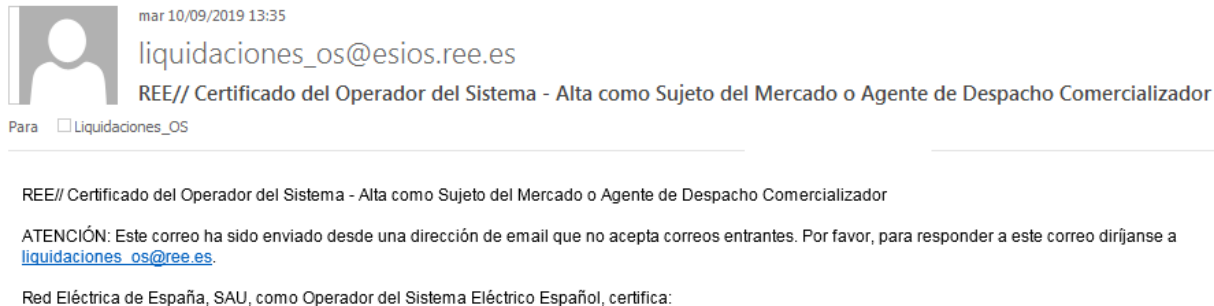 mar 10/09/2019 13:35
liquidaciones_os@esios.ree.es
REE// Certificado del Operador del Sistema - Alta como Sujeto del Mercado o Agente de Despacho Comercializador
Para Liquidaciones_OS
REE// Certificado del Operador del Sistema - Alta como Sujeto del Mercado o Agente de Despacho Comercializador
ATENCIÓN: Este correo ha sido enviado desde una dirección de email que no acepta correos entrantes. Por favor, para responder a este correo diríjanse a
liquidaciones_os@ree.es.
Red Eléctrica de España, SAU, como Operador del Sistema Eléctrico Español, certifica: